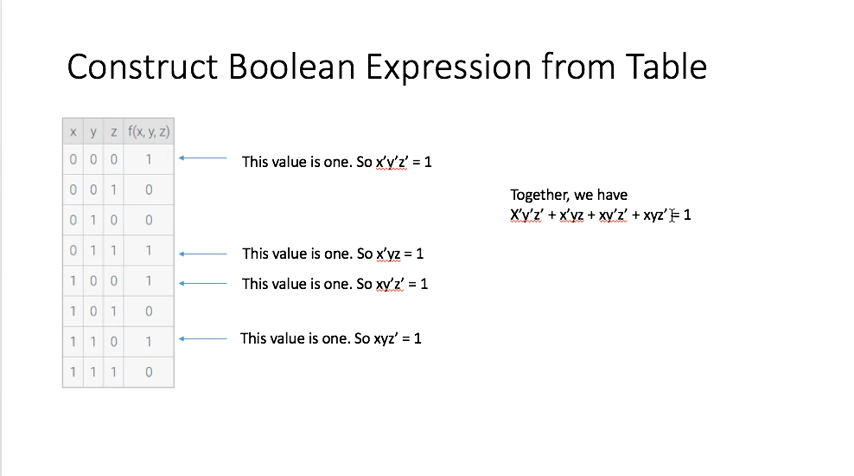 Construct Boolean Expression from Table
x y z f(x, y, z)
0 0 0 1
This value is one. So x'y'z' = 1
0 0 1 0
Together, we have
0 1 0 0
X'y'z' + x'yz + xy'z' + xyz' = 1
0 1 1 1
This value is one. So x'yz = 1
1 0 0 1
This value is one. So xy'z' = 1
1 0 1 0
1 1 0 1
This value is one. So xyz' = 1
1 1 1 0